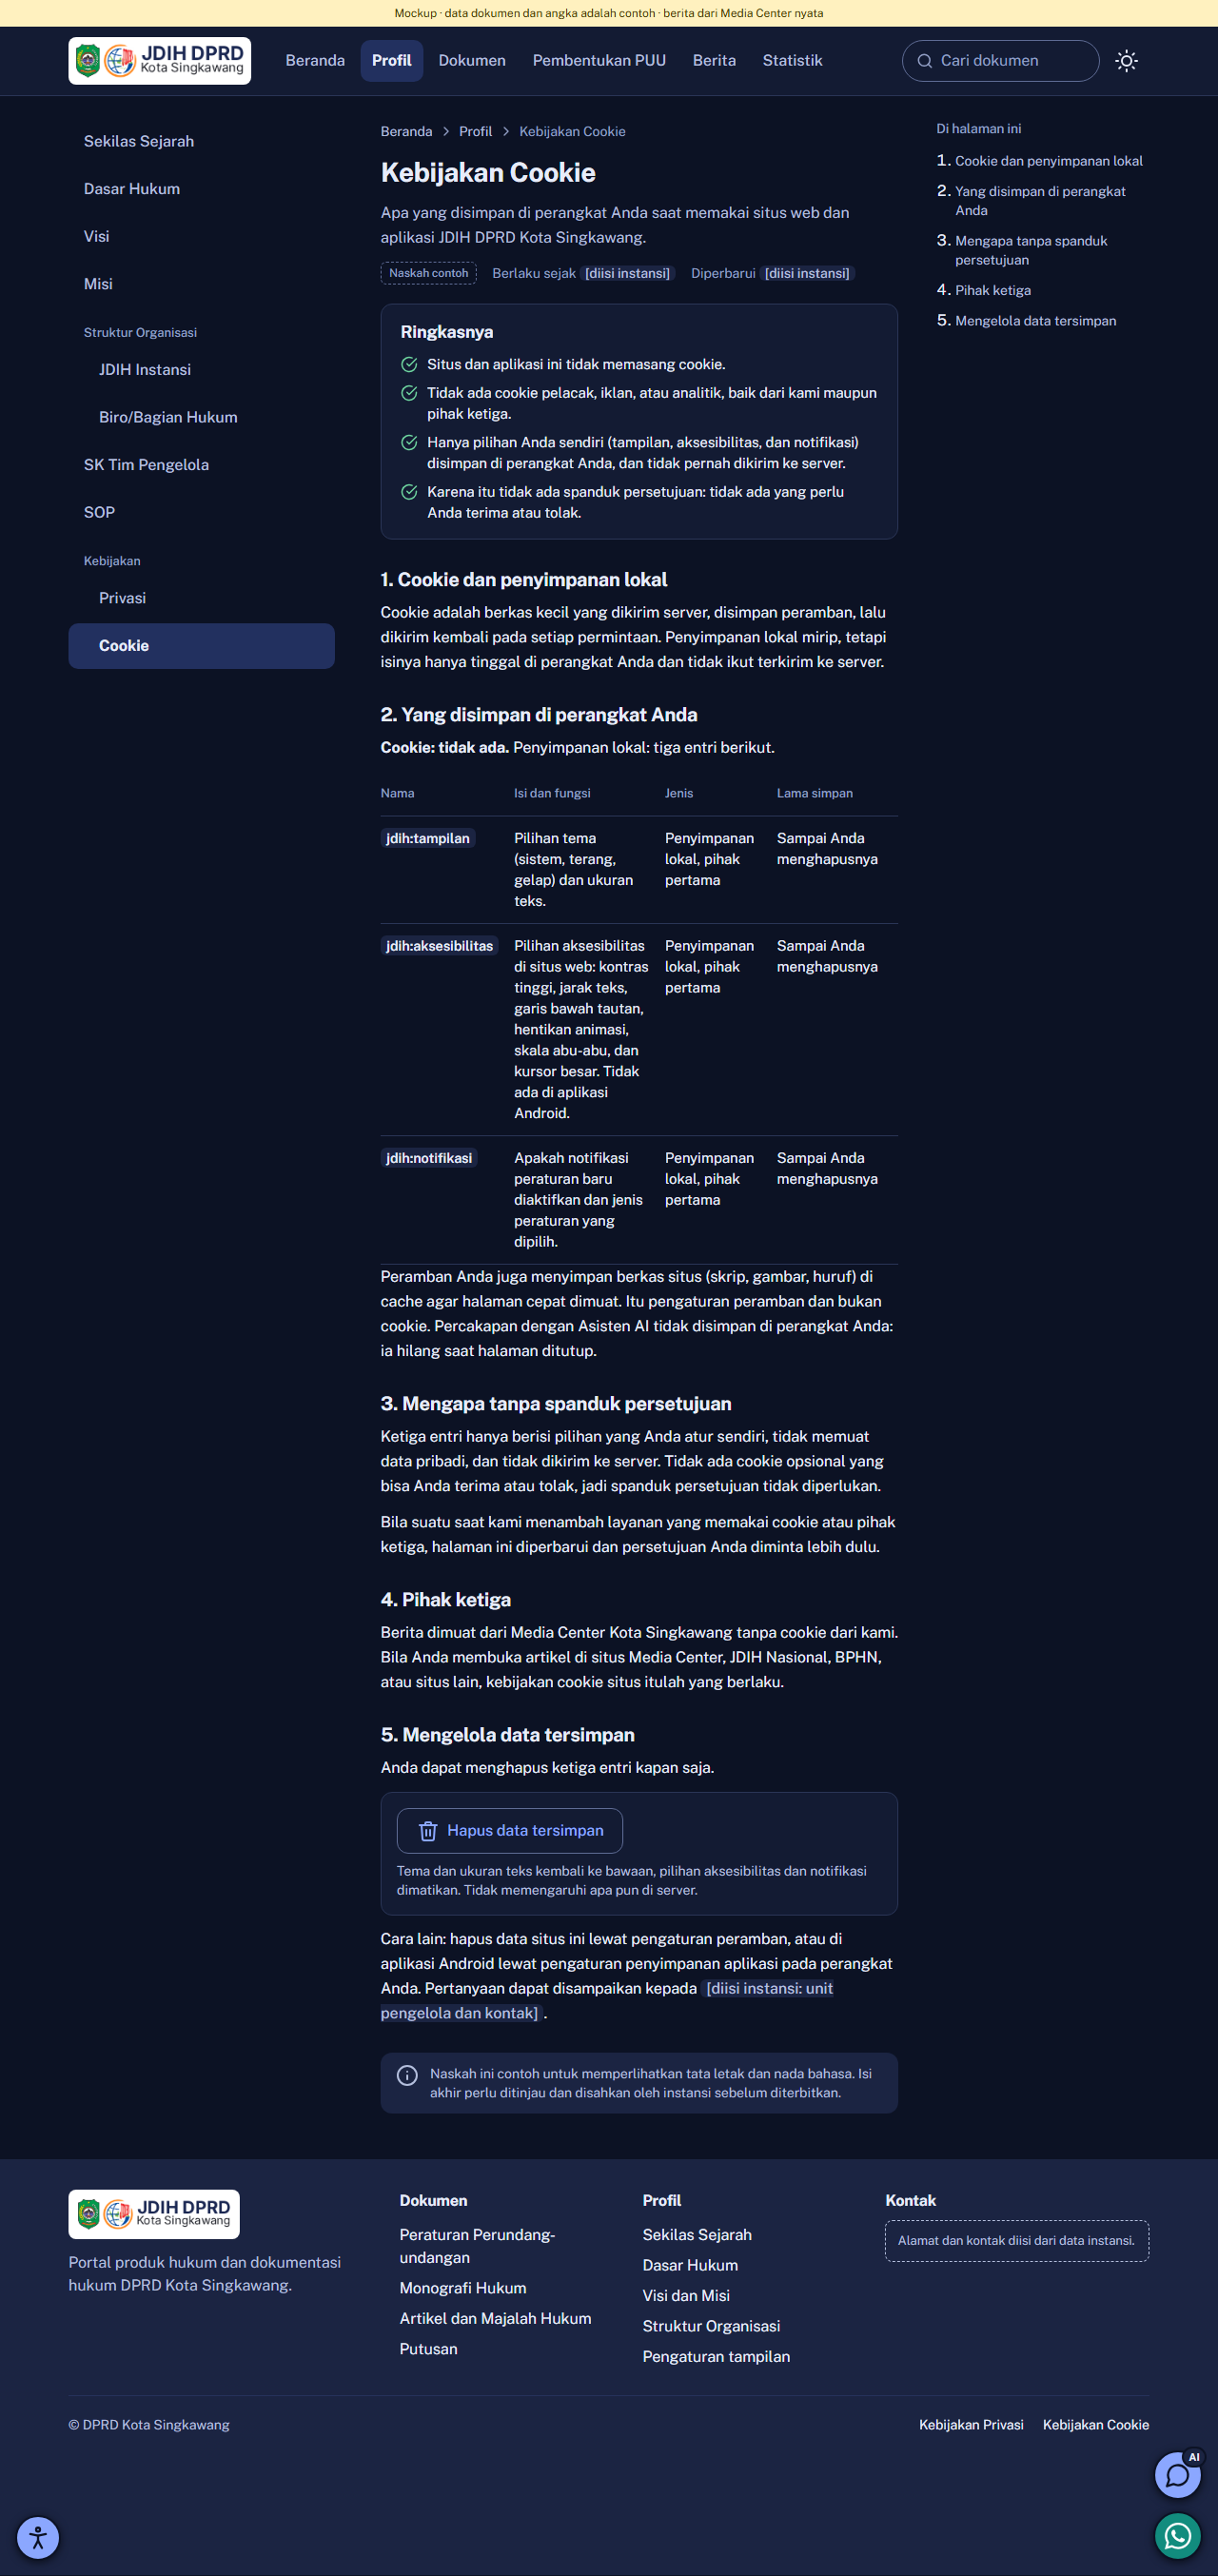 Mockup · data dokumen dan angka adalah contoh · berita dari Media Center nyata
JDIH DPRD
Kota Singkawang
Beranda
Profil
Dokumen
Pembentukan PUU
Berita
Statistik
Cari dokumen
Sekilas Sejarah
Dasar Hukum
Visi
Misi
Struktur Organisasi
JDIH Instansi
Biro/Bagian Hukum
SK Tim Pengelola
SOP
Kebijakan
Privasi
Cookie
Beranda > Profil > Kebijakan Cookie
Kebijakan Cookie
Apa yang disimpan di perangkat Anda saat memakai situs web dan
aplikasi JDIH DPRD Kota Singkawang.
Naskah contoh
Berlaku sejak [diisi instansi]
Diperbarui [diisi instansi]
Ringkasnya
Situs dan aplikasi ini tidak memasang cookie.
Tidak ada cookie pelacak, iklan, atau analitik, baik dari kami maupun
pihak ketiga.
Hanya pilihan Anda sendiri (tampilan, aksesibilitas, dan notifikasi)
disimpan di perangkat Anda, dan tidak pernah dikirim ke server.
Karena itu tidak ada spanduk persetujuan: tidak ada yang perlu
Anda terima atau tolak.
1. Cookie dan penyimpanan lokal
Cookie adalah berkas kecil yang dikirim server, disimpan peramban, lalu
dikirim kembali pada setiap permintaan. Penyimpanan lokal mirip, tetapi
isinya hanya tinggal di perangkat Anda dan tidak ikut terkirim ke server.
2. Yang disimpan di perangkat Anda
Cookie: tidak ada. Penyimpanan lokal: tiga entri berikut.
Nama
Isi dan fungsi
Jenis
Lama simpan
jdih:tampilan
Pilihan tema
(sistem, terang,
gelap) dan ukuran
teks.
Penyimpanan
lokal, pihak
pertama
Sampai Anda
menghapusnya
jdih:aksesibilitas
Pilihan aksesibilitas
di situs web: kontras
tinggi, jarak teks,
garis bawah tautan,
hentikan animasi,
skala abu-abu, dan
kursor besar. Tidak
ada di aplikasi
Android.
Penyimpanan
lokal, pihak
pertama
Sampai Anda
menghapusnya
jdih:notifikasi
Apakah notifikasi
peraturan baru
diaktifkan dan jenis
peraturan yang
dipilih.
Penyimpanan
lokal, pihak
pertama
Sampai Anda
menghapusnya
Peramban Anda juga menyimpan berkas situs (skrip, gambar, huruf) di
cache agar halaman cepat dimuat. Itu pengaturan peramban dan bukan
cookie. Percakapan dengan Asisten AI tidak disimpan di perangkat Anda:
ia hilang saat halaman ditutup.
3. Mengapa tanpa spanduk persetujuan
Ketiga entri hanya berisi pilihan yang Anda atur sendiri, tidak memuat
data pribadi, dan tidak dikirim ke server. Tidak ada cookie opsional yang
bisa Anda terima atau tolak, jadi spanduk persetujuan tidak diperlukan.
Bila suatu saat kami menambah layanan yang memakai cookie atau pihak
ketiga, halaman ini diperbarui dan persetujuan Anda diminta lebih dulu.
4. Pihak ketiga
Berita dimuat dari Media Center Kota Singkawang tanpa cookie dari kami.
Bila Anda membuka artikel di situs Media Center, JDIH Nasional, BPHN,
atau situs lain, kebijakan cookie situs itulah yang berlaku.
5. Mengelola data tersimpan
Anda dapat menghapus ketiga entri kapan saja.
Hapus data tersimpan
Tema dan ukuran teks kembali ke bawaan, pilihan aksesibilitas dan notifikasi
dimatikan. Tidak memengaruhi apa pun di server.
Cara lain: hapus data situs ini lewat pengaturan peramban, atau di
aplikasi Android lewat pengaturan penyimpanan aplikasi pada perangkat
Anda. Pertanyaan dapat disampaikan kepada [diisi instansi: unit
pengelola dan kontak].
Naskah ini contoh untuk memperlihatkan tata letak dan nada bahasa. Isi
akhir perlu ditinjau dan disahkan oleh instansi sebelum diterbitkan.
Di halaman ini
1. Cookie dan penyimpanan lokal
2. Yang disimpan di perangkat
Anda
3. Mengapa tanpa spanduk
persetujuan
4. Pihak ketiga
5. Mengelola data tersimpan
JDIH DPRD
Kota Singkawang
Portal produk hukum dan dokumentasi
hukum DPRD Kota Singkawang.
Dokumen
Peraturan Perundang-
undangan
Monografi Hukum
Artikel dan Majalah Hukum
Putusan
Profil
Sekilas Sejarah
Dasar Hukum
Visi dan Misi
Struktur Organisasi
Pengaturan tampilan
Kontak
Alamat dan kontak diisi dari data instansi.
© DPRD Kota Singkawang
Kebijakan Privasi
Kebijakan Cookie
AI